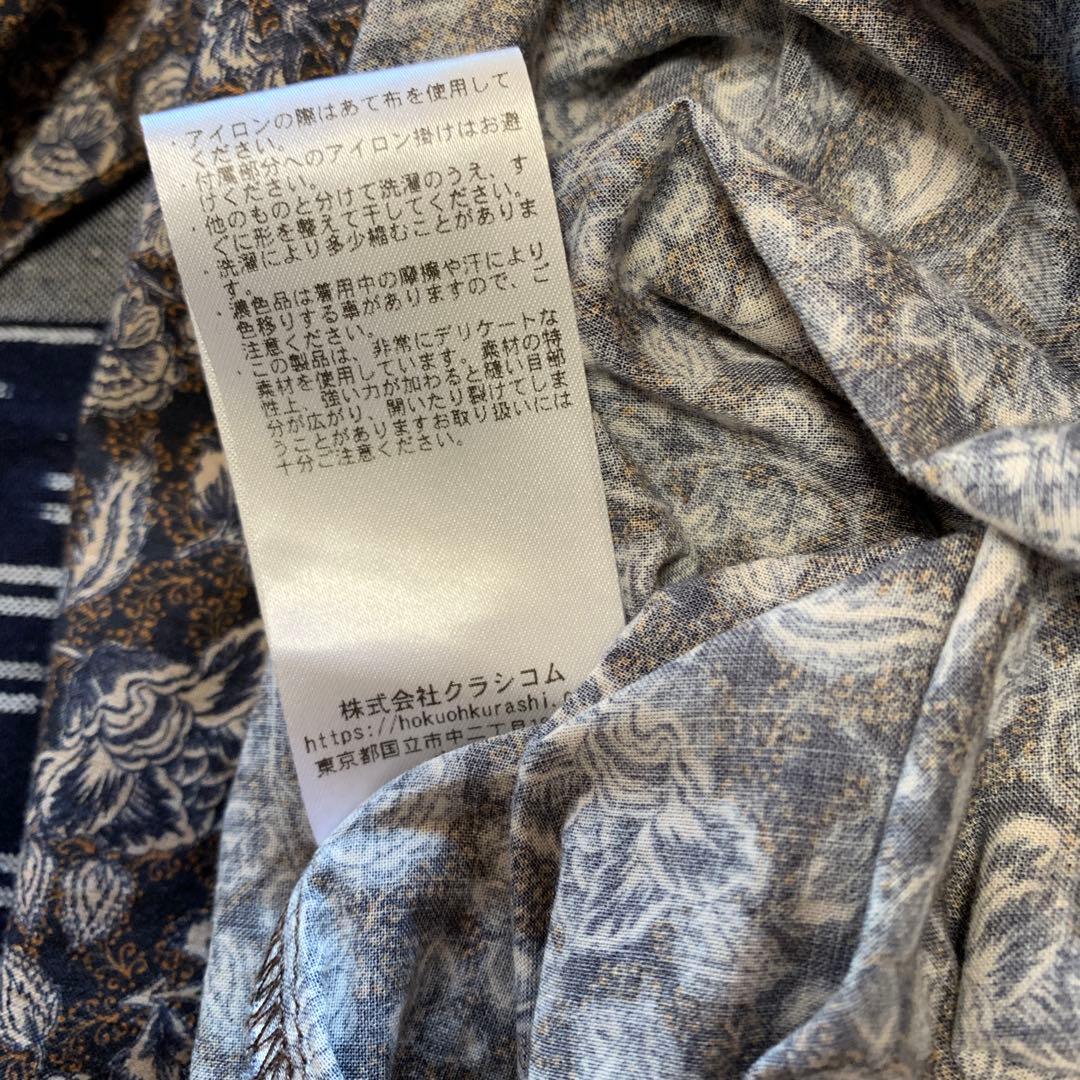 ・アイロンの際はあて布を使用して
ください。
・付属部分へのアイロン掛けはお避
けください。
・他のものと分けて洗濯のうえ、す
ぐに形を整えて干してください。
・洗濯により多少縮むことがありま
す。
・濃色品は着用中の摩擦や汗により、
色移りする事がありますので、ご
注意ください。
・この製品は、非常にデリケートな
素材を使用しています。素材の特
性上、強い力が加わると縫い目部
分が広がり、開いたり裂けてしま
うことがありますお取り扱いには
十分ご注意ください。
株式会社クラシコム
https://hokuohkurashi.c
東京都国立市中二丁目1